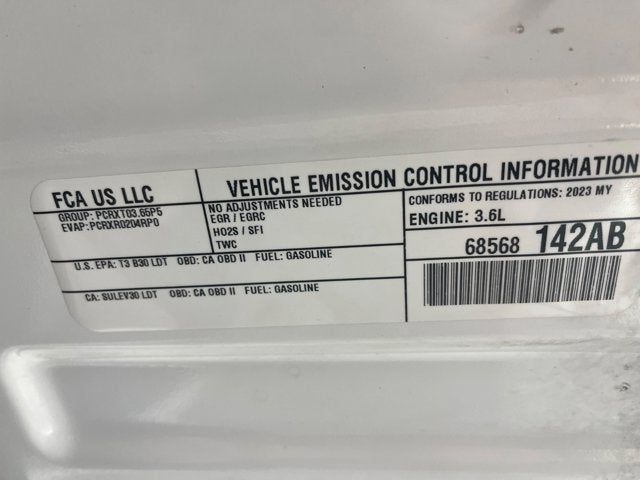 FCA US LLC
GROUP: PCRXT03.65P5
EVAP: PCRXR0204RP0
VEHICLE EMISSION CONTROL INFORMATION
NO ADJUSTMENTS NEEDED
EGR / EGRC
HO2S / SFI
TWC
CONFORMS TO REGULATIONS: 2023 MY
ENGINE: 3.6L
U.S. EPA: T3 B30 LDT OBD: CA OBD II FUEL: GASOLINE
CA: SULEV30 LDT OBD: CA OBD II FUEL: GASOLINE
68568 142AB